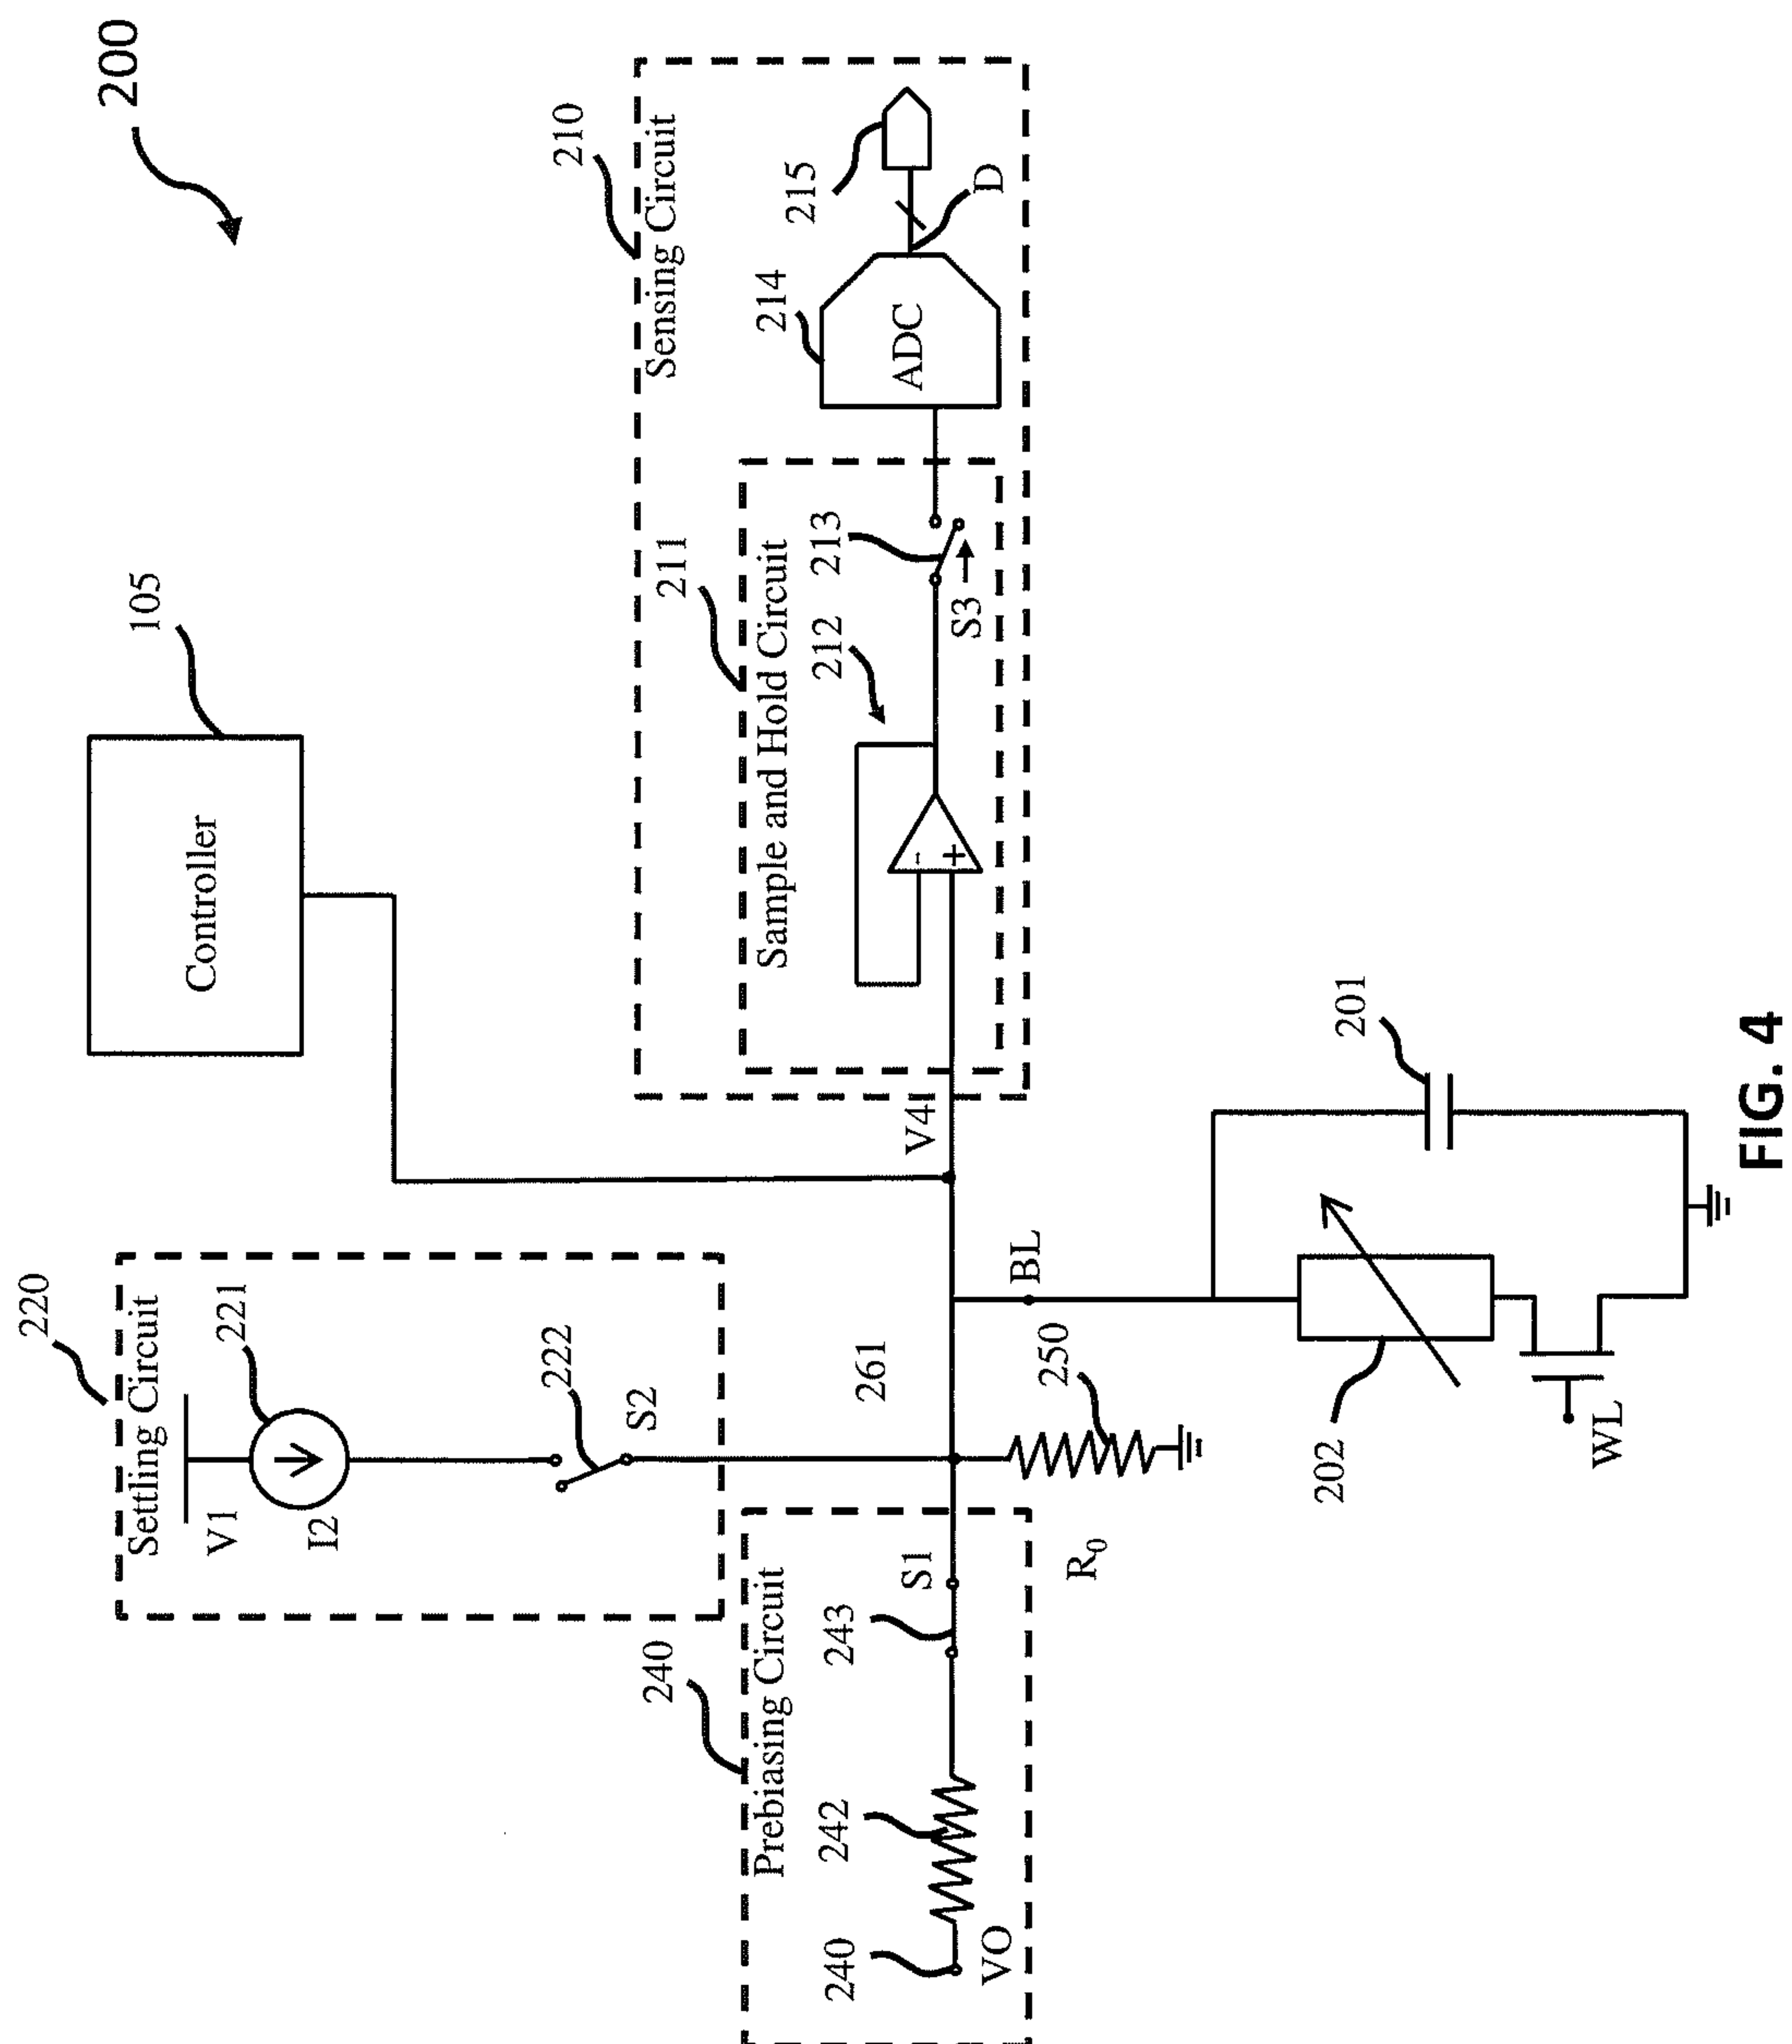 200
Controller
105
220
Settling Circuit
V1
221
I2
222
S2
210
Sensing Circuit
211
Sample and Hold Circuit
212
213
S3
214
ADC
215
D
240
Prebiasing Circuit
240
VO
242
243
S1
261
V4
R0
250
BL
202
WL
201
FIG. 4
-
+